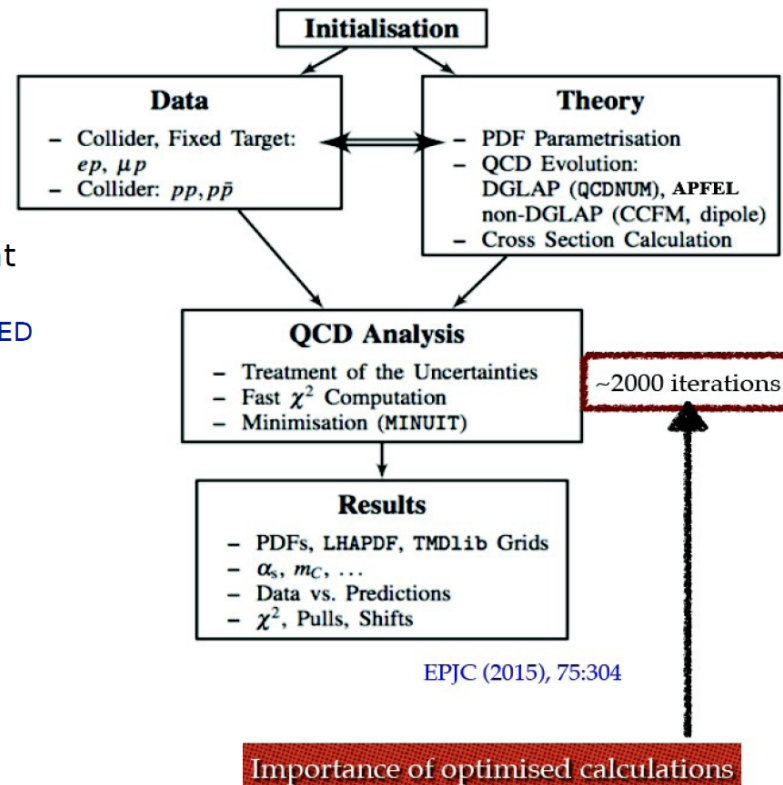 Initialisation
Data
– Collider, Fixed Target:
ep, μp
– Collider: pp, pp̄
Theory
– PDF Parametrisation
– QCD Evolution:
DGLAP (QCDNUM), APFEL
non-DGLAP (CCFM, dipole)
– Cross Section Calculation
QCD Analysis
– Treatment of the Uncertainties
– Fast χ² Computation
– Minimisation (MINUIT)
~2000 iterations
Results
– PDFs, LHAPDF, TMDlib Grids
– αs, mC, ...
– Data vs. Predictions
– χ², Pulls, Shifts
EPJC (2015), 75:304
Importance of optimised calculations